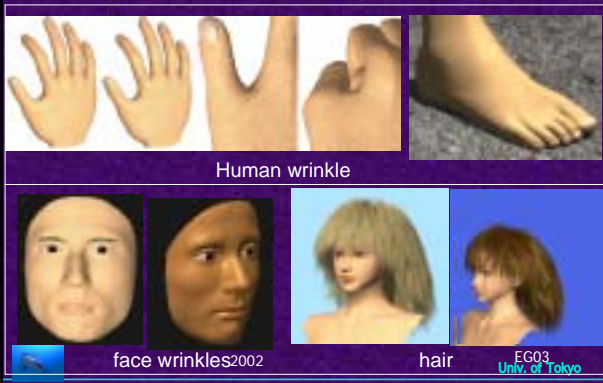 Human wrinkle
face wrinkles2002
hair
EG03
Univ. of Tokyo